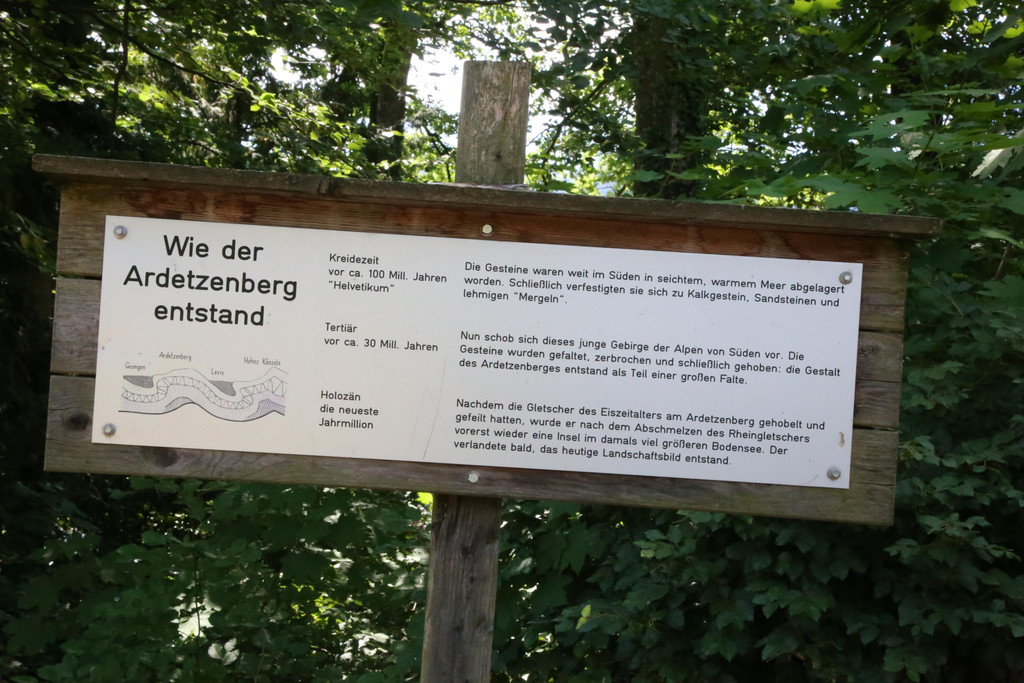 Wie der
Ardetzenberg
entstand
Ardetzenberg
Hohes Känzele
Levis
Kreidezeit
vor ca. 100 Mill. Jahren
"Helvetikum"
Die Gesteine waren weit im Süden in seichtem, warmem Meer abgelagert
worden. Schließlich verfestigten sie sich zu Kalkgestein, Sandsteinen und
lehmigen "Mergeln".
Tertiär
vor ca. 30 Mill. Jahren
Nun schob sich dieses junge Gebirge der Alpen von Süden vor. Die
Gesteine wurden gefaltet, zerbrochen und schließlich gehoben: die Gestalt
des Ardetzenberges entstand als Teil einer großen Falte.
Holozän
die neueste
Jahrmillion
Nachdem die Gletscher des Eiszeitalters am Ardetzenberg gehobelt und
gefeilt hatten, wurde er nach dem Abschmelzen des Rheingletschers
vorerst wieder eine Insel im damals viel größeren Bodensee. Der
verlandete bald, das heutige Landschaftsbild entstand.